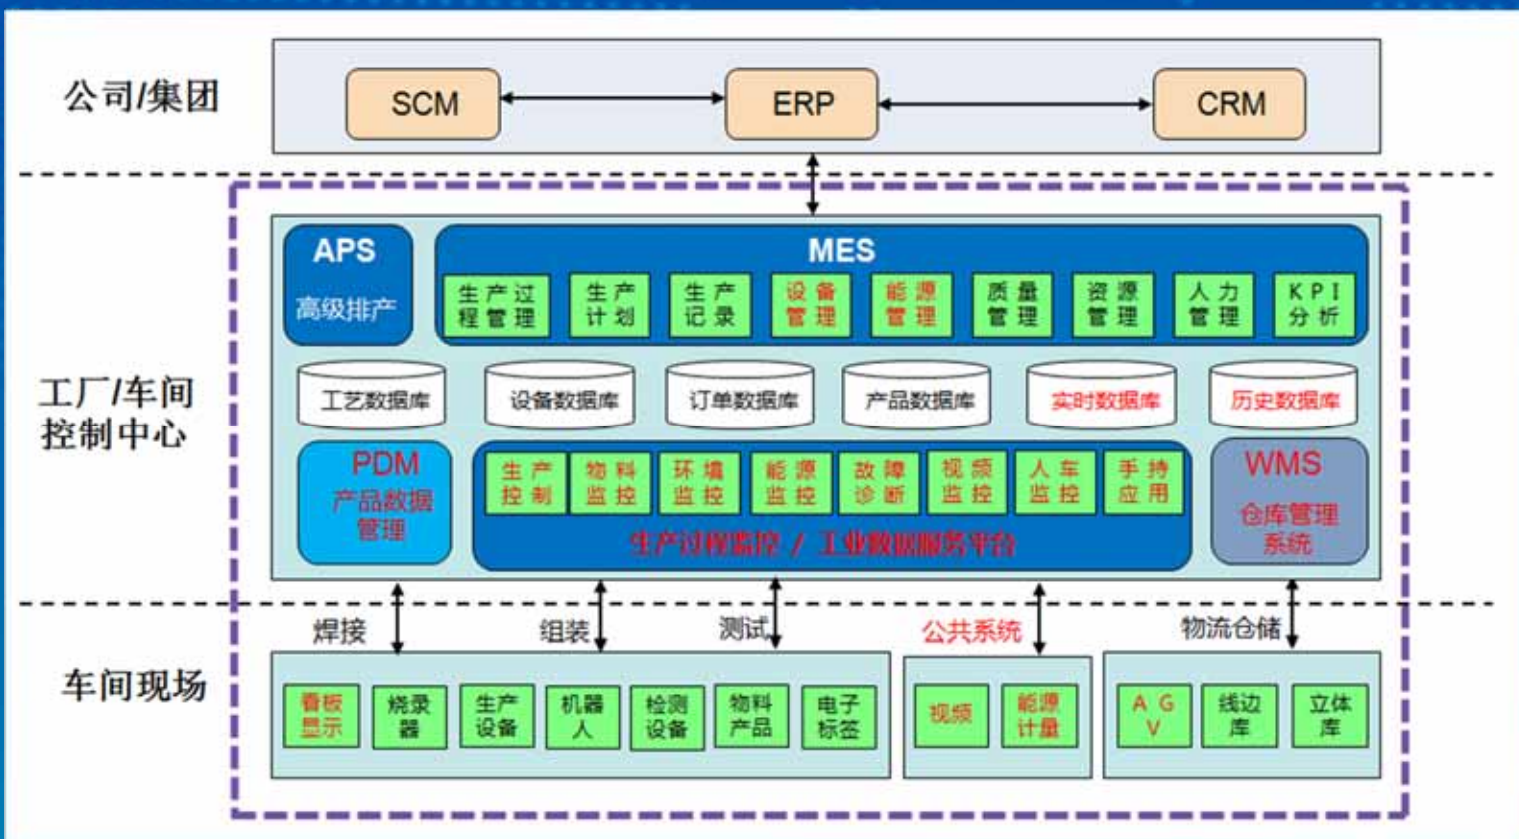 公司/集团
SCM
ERP
CRM
工厂/车间
控制中心
APS
高级排产
MES
生产过
程管理
生产
计划
生产
记录
设备
管理
能源
管理
质量
管理
资源
管理
人力
管理
KPI
分析
工艺数据库
设备数据库
订单数据库
产品数据库
实时数据库
历史数据库
PDM
产品数据
管理
生产
控制
物料
监控
环境
监控
能源
监控
故障
诊断
视频
监控
人车
监控
手持
应用
生产过程监控 / 工业数据服务平台
WMS
仓库管理
系统
焊接
组装
测试
公共系统
物流仓储
车间现场
看板
显示
烧录
器
生产
设备
机器
人
检测
设备
物料
产品
电子
标签
视频
能源
计量
A G
V
线边
库
立体
库